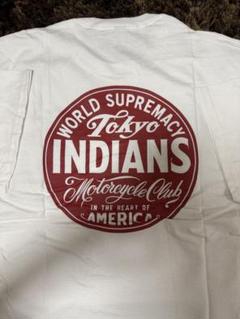 WORLD SUPREMACY
Tokyo
INDIANS
Motorcycle Club
IN THE HEART OF
AMERICA